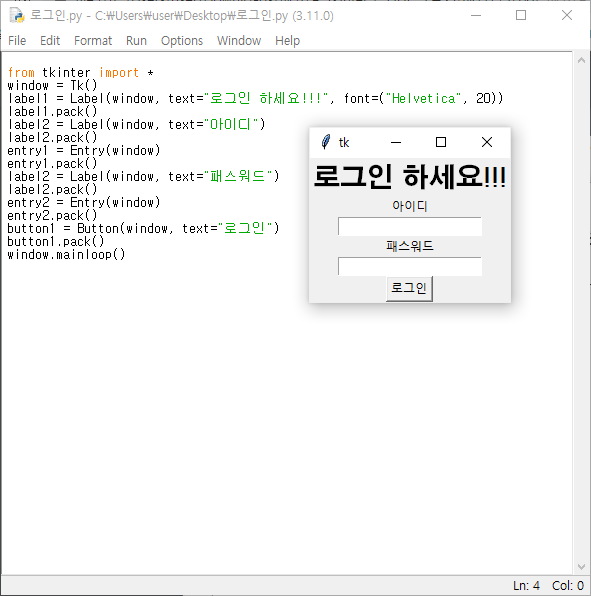 로그인.py - C:₩Users₩user₩Desktop₩로그인.py (3.11.0)
File Edit Format Run Options Window Help
from tkinter import *
window = Tk()
label1 = Label(window, text="로그인 하세요!!!", font=("Helvetica", 20))
label1.pack()
label2 = Label(window, text="아이디")
label2.pack()
entry1 = Entry(window)
entry1.pack()
label2 = Label(window, text="패스워드")
label2.pack()
entry2 = Entry(window)
entry2.pack()
button1 = Button(window, text="로그인")
button1.pack()
window.mainloop()
tk
로그인 하세요!!!
아이디
패스워드
로그인
Ln: 4 Col: 0